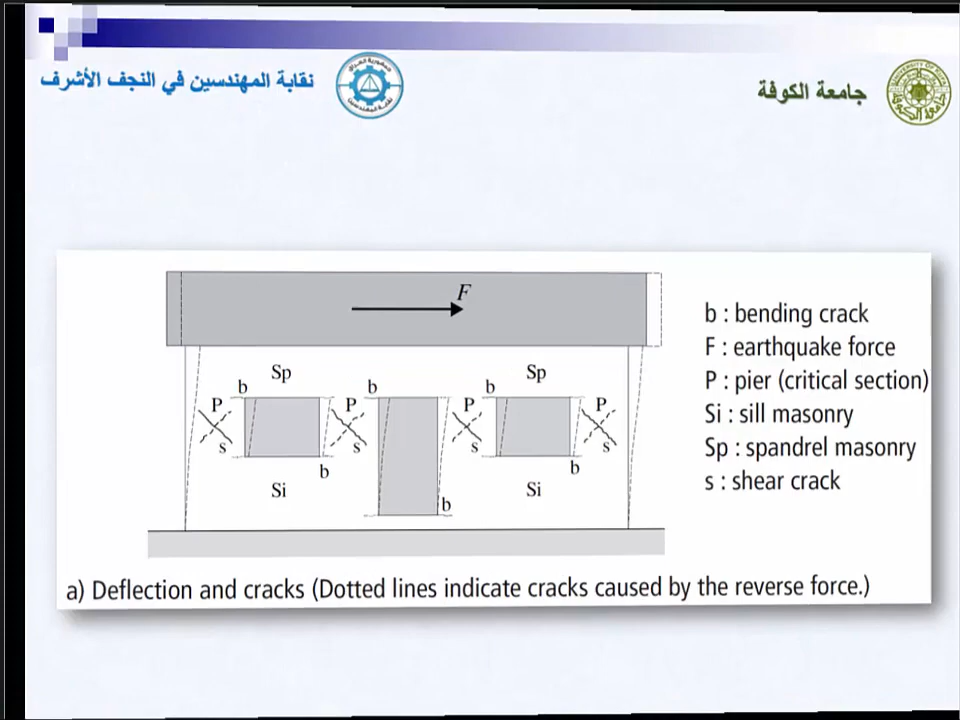 نقابة المهندسين في النجف الأشرف
جامعة الكوفة
F
Sp
Sp
b
b
b
P
P
P
P
s
s
s
s
b
b
Si
Si
b
b : bending crack
F : earthquake force
P : pier (critical section)
Si : sill masonry
Sp : spandrel masonry
s : shear crack
a) Deflection and cracks (Dotted lines indicate cracks caused by the reverse force.)